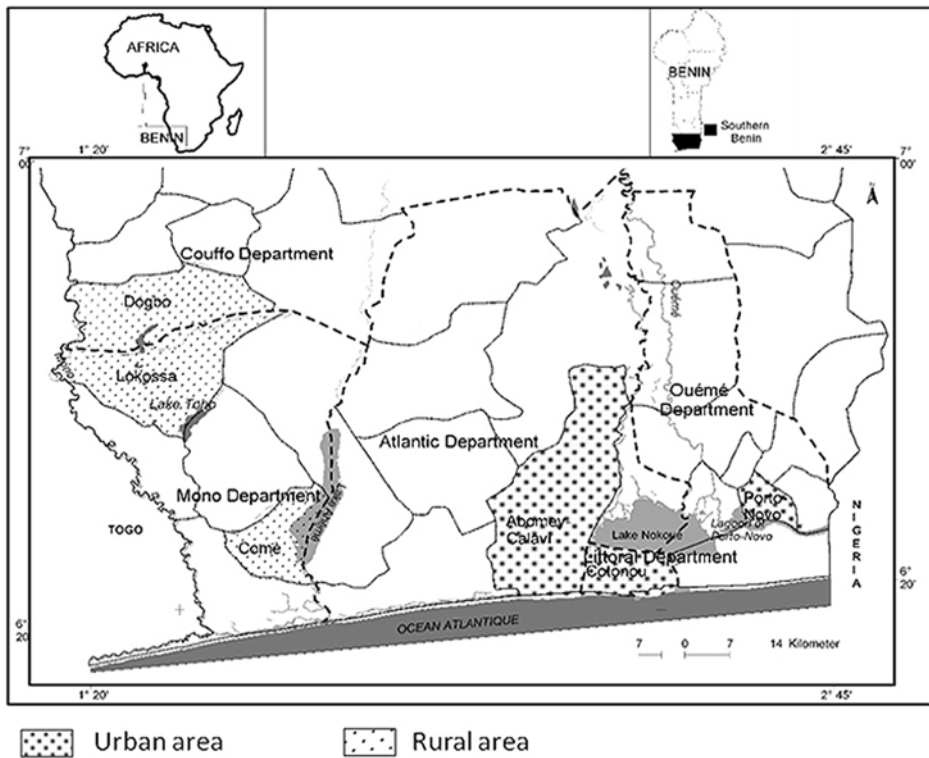 AFRICA
BENIN
BENIN
Southern
Benin
7°
00'
1° 20'
2° 45'
7°
00'
N
Couffo Department
Dogbo
Lokossa
Lake Toho
Ouémé
Ouémé
Department
Atlantic Department
Mono Department
Comé
TOGO
Abomey
Calavi
Lake Nokoué
Porto
Novo
Lagoon of
Porto-Novo
Littoral Department
Cotonou
NIGERIA
6°
20'
6°
20'
OCEAN ATLANTIQUE
7 0 7 14 Kilometer
1° 20'
2° 45'
Urban area
Rural area